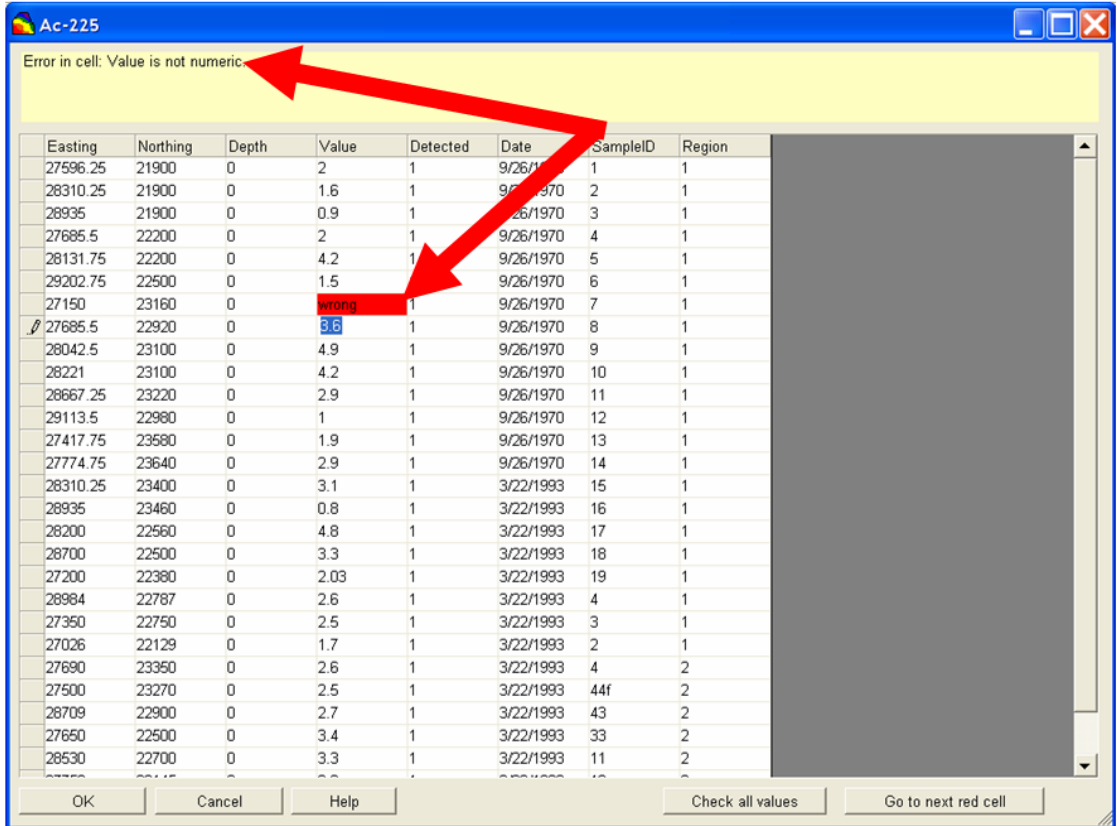 Ac-225
Error in cell: Value is not numeric.
Easting Northing Depth Value Detected Date SampleID Region
27596.25 21900 0 2 1 1 1
28310.25 21900 0 1.6 1 2 1
28935 21900 0 0.9 1 3 1
27685.5 22200 0 2 1 9/26/1970 4 1
28131.75 22200 0 4.2 1 9/26/1970 5 1
29202.75 22500 0 1.5 9/26/1970 6 1
27150 23160 0 wrong 1 9/26/1970 7 1
27685.5 22920 0 3.6 1 9/26/1970 8 1
28042.5 23100 0 4.9 1 9/26/1970 9 1
28221 23100 0 4.2 1 9/26/1970 10 1
28667.25 23220 0 2.9 1 9/26/1970 11 1
29113.5 22980 0 1 1 9/26/1970 12 1
27417.75 23580 0 1.9 1 9/26/1970 13 1
27774.75 23640 0 2.9 1 9/26/1970 14 1
28310.25 23400 0 3.1 1 3/22/1993 15 1
28935 23460 0 0.8 1 3/22/1993 16 1
28200 22560 0 4.8 1 3/22/1993 17 1
28700 22500 0 3.3 1 3/22/1993 18 1
27200 22380 0 2.03 1 3/22/1993 19 1
28984 22787 0 2.6 1 3/22/1993 4 1
27350 22750 0 2.5 1 3/22/1993 3 1
27026 22129 0 1.7 1 3/22/1993 2 1
27690 23350 0 2.6 1 3/22/1993 4 2
27500 23270 0 2.5 1 3/22/1993 44f 2
28709 22900 0 2.7 1 3/22/1993 43 2
27650 22500 0 3.4 1 3/22/1993 33 2
28530 22700 0 3.3 1 3/22/1993 11 2
OK Cancel Help Check all values Go to next red cell